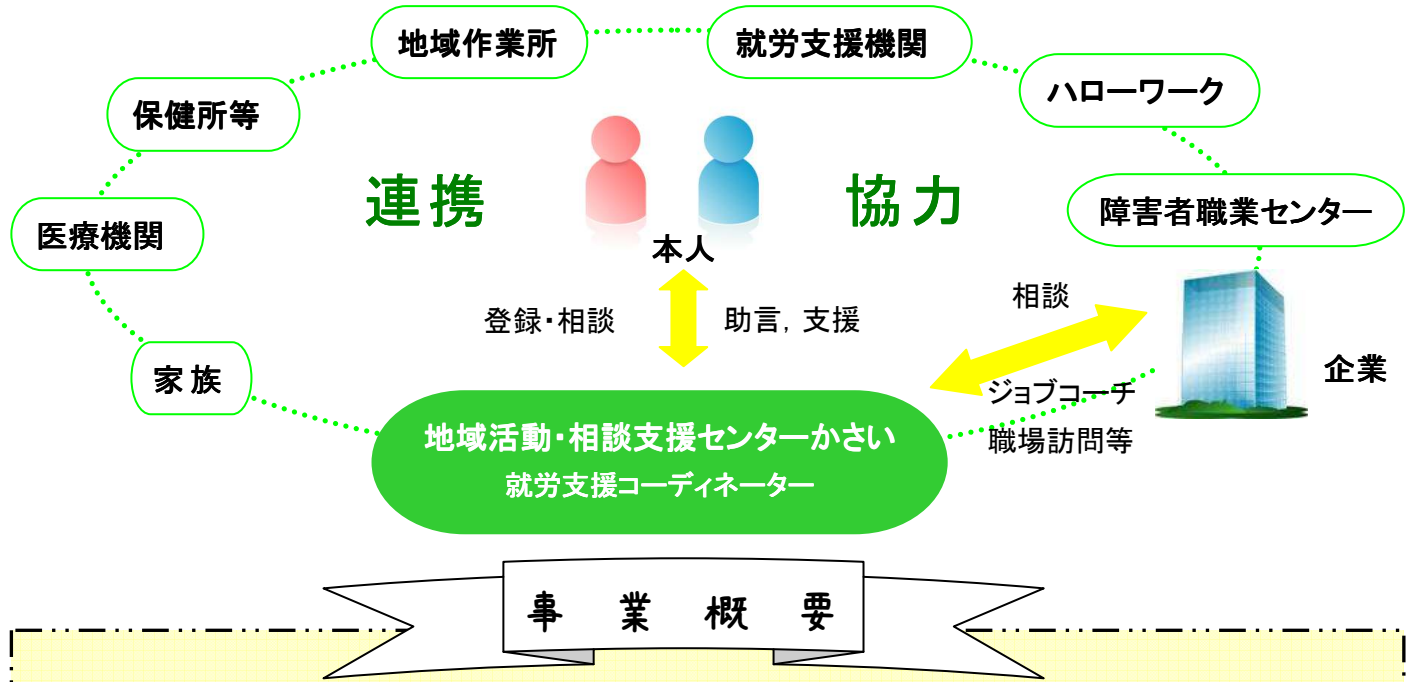 地域作業所
就労支援機関
保健所等
ハローワーク
連携
協力
医療機関
障害者職業センター
本人
登録・相談
助言，支援
相談
家族
企業
ジョブコーチ
職場訪問等
地域活動・相談支援センターかさい
就労支援コーディネーター
事業概要